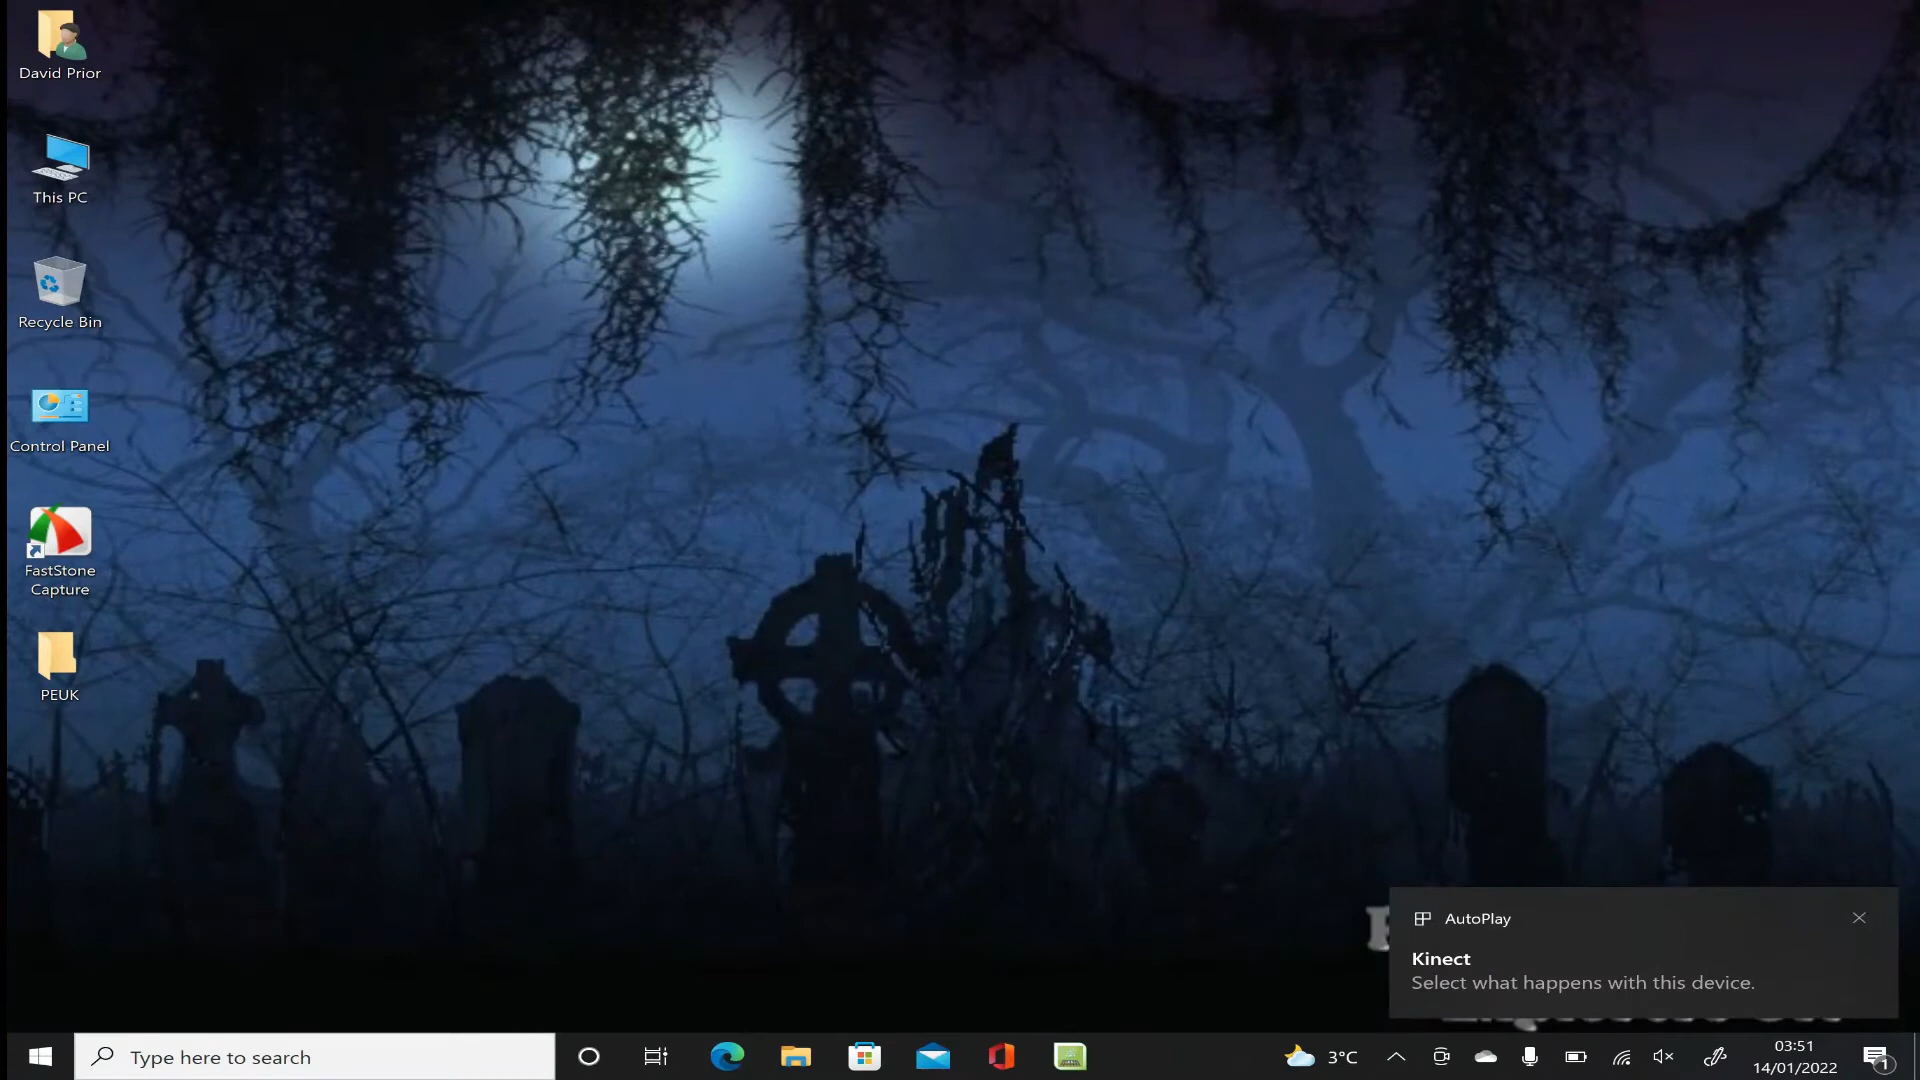 David Prior
This PC
Recycle Bin
Control Panel
FastStone
Capture
PEUK
AutoPlay
Kinect
Select what happens with this device.
Type here to search
3°C
03:51
14/01/2022
1